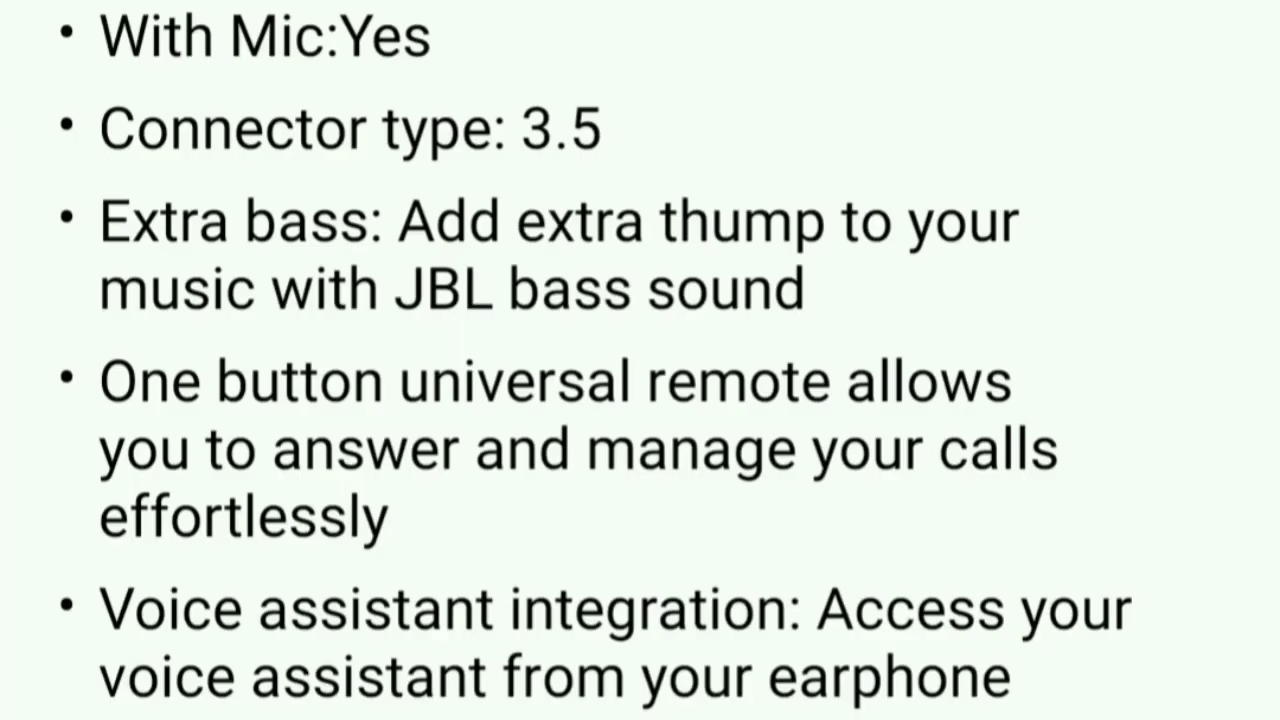 • With Mic:Yes
• Connector type: 3.5
• Extra bass: Add extra thump to your
music with JBL bass sound
• One button universal remote allows
you to answer and manage your calls
effortlessly
• Voice assistant integration: Access your
voice assistant from your earphone